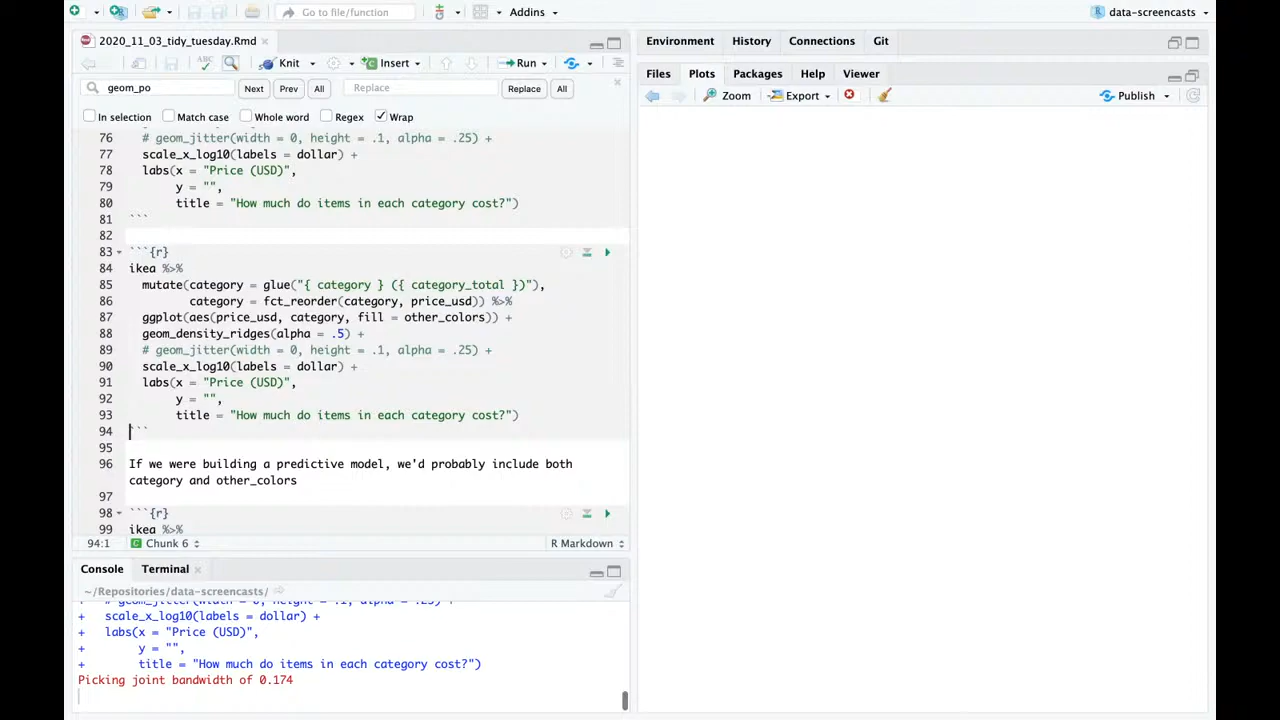 Go to file/function
Addins
data-screencasts
2020_11_03_tidy_tuesday.Rmd
Knit
Insert
Run
geom_po
Next
Prev
All
Replace
Replace
All
In selection
Match case
Whole word
Regex
Wrap
76 # geom_jitter(width = 0, height = .1, alpha = .25) +
77 scale_x_log10(labels = dollar) +
78 labs(x = "Price (USD)",
79 y = "",
80 title = "How much do items in each category cost?")
81 ```
82
83 ```{r}
84 ikea %>%
85 mutate(category = glue("{ category } ({ category_total })"),
86 category = fct_reorder(category, price_usd)) %>%
87 ggplot(aes(price_usd, category, fill = other_colors)) +
88 geom_density_ridges(alpha = .5) +
89 # geom_jitter(width = 0, height = .1, alpha = .25) +
90 scale_x_log10(labels = dollar) +
91 labs(x = "Price (USD)",
92 y = "",
93 title = "How much do items in each category cost?")
94 ```
95
96 If we were building a predictive model, we'd probably include both
category and other_colors
97
98 ```{r}
99 ikea %>%
94:1 Chunk 6 R Markdown
Console Terminal
~/Repositories/data-screencasts/
+ # geom_jitter(width = 0, height = .1, alpha = .25) +
+ scale_x_log10(labels = dollar) +
+ labs(x = "Price (USD)",
+ y = "",
+ title = "How much do items in each category cost?")
Picking joint bandwidth of 0.174
Environment History Connections Git
Files Plots Packages Help Viewer
Zoom Export Publish